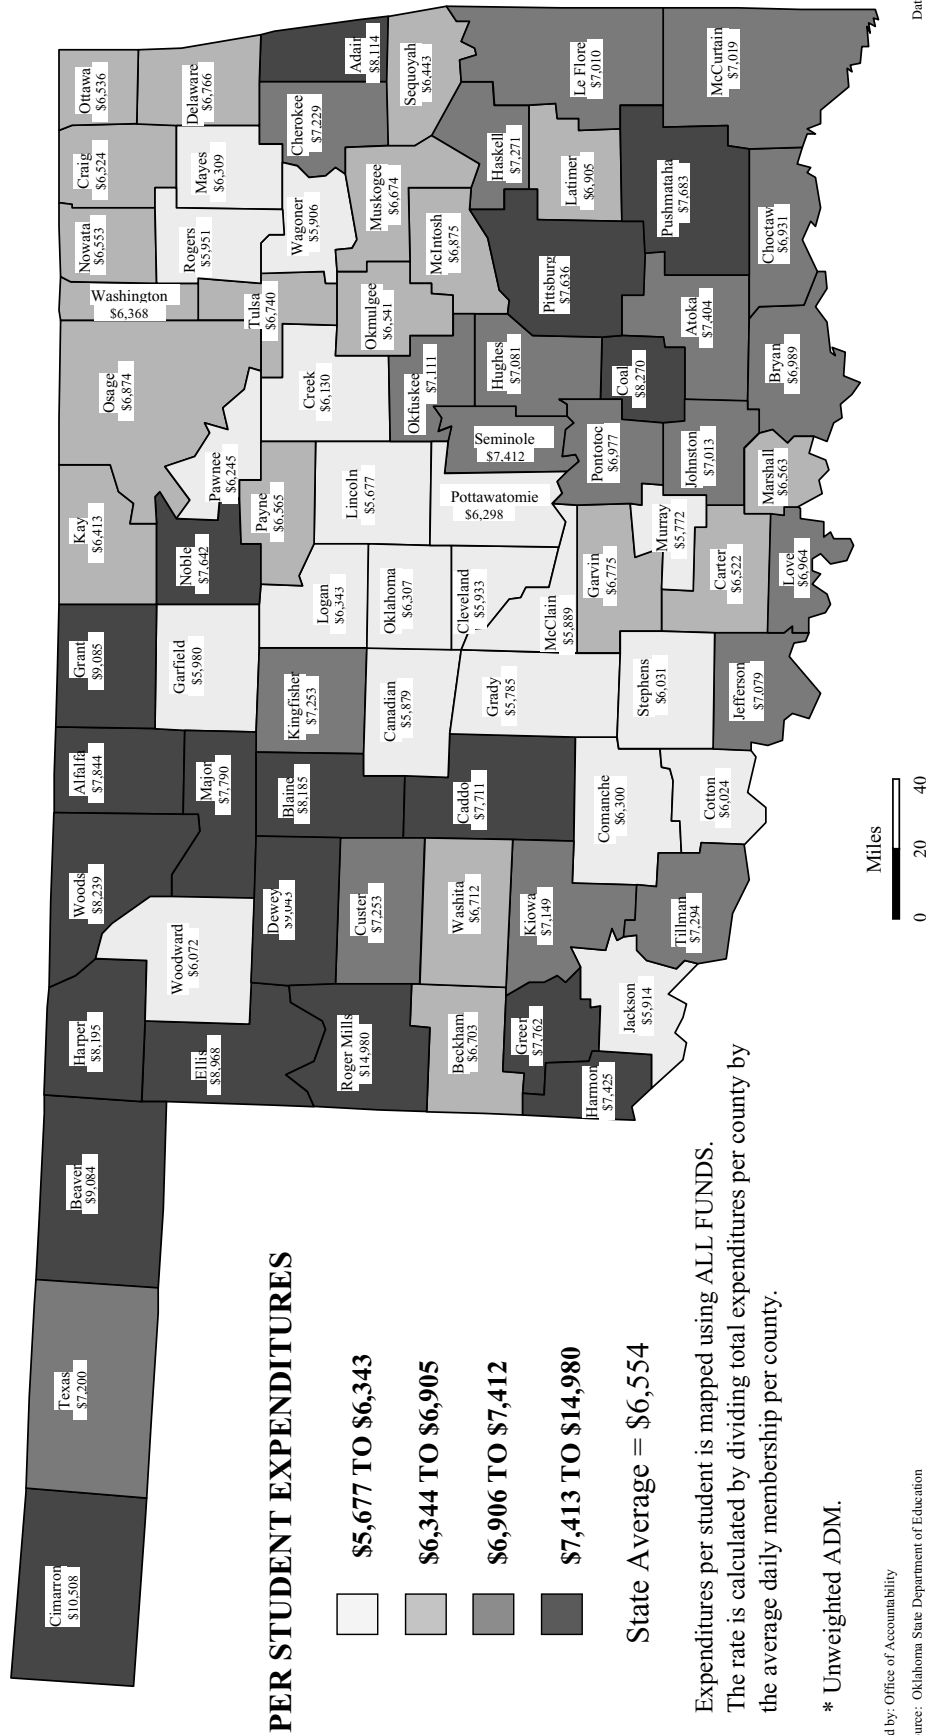 Cimarron
$10,508
Texas
$7,200
Beaver
$9,084
Harper
$8,195
Woods
$8,239
Alfalfa
$7,844
Grant
$9,085
Kay
$6,413
Osage
$6,874
Washington
$6,368
Nowata
$6,553
Craig
$6,524
Ottawa
$6,536
Ellis
$8,968
Woodward
$6,072
Major
$7,790
Garfield
$5,980
Noble
$7,642
Pawnee
$6,245
Tulsa
$6,740
Rogers
$5,951
Mayes
$6,309
Delaware
$6,766
Roger Mills
$14,980
Dewey
$9,043
Blaine
$8,185
Kingfisher
$7,253
Logan
$6,343
Payne
$6,565
Creek
$6,130
Wagoner
$5,906
Cherokee
$7,229
Adair
$8,114
Custer
$7,253
Canadian
$5,879
Oklahoma
$6,307
Lincoln
$5,677
Okfuskee
$7,111
Okmulgee
$6,541
Muskogee
$6,674
Sequoyah
$6,443
Beckham
$6,703
Washita
$6,712
Caddo
$7,711
Grady
$5,785
Cleveland
$5,933
McClain
$5,889
Pottawatomie
$6,298
Seminole
$7,412
Hughes
$7,081
McIntosh
$6,875
Haskell
$7,271
Le Flore
$7,010
Greer
$7,762
Kiowa
$7,149
Comanche
$6,300
Stephens
$6,031
Garvin
$6,775
Pontotoc
$6,977
Coal
$8,270
Pittsburg
$7,636
Latimer
$6,905
Harmon
$7,425
Jackson
$5,914
Tillman
$7,294
Cotton
$6,024
Jefferson
$7,079
Carter
$6,522
Murray
$5,772
Johnston
$7,013
Atoka
$7,404
Pushmataha
$7,683
McCurtain
$7,019
Love
$6,964
Marshall
$6,563
Bryan
$6,989
Choctaw
$6,931
PER STUDENT EXPENDITURES
$5,677 TO $6,343
$6,344 TO $6,905
$6,906 TO $7,412
$7,413 TO $14,980
State Average = $6,554
Expenditures per student is mapped using ALL FUNDS.
The rate is calculated by dividing total expenditures per county by
the average daily membership per county.
* Unweighted ADM.
Miles
0 20 40
d by: Office of Accountability
urce: Oklahoma State Department of Education
Dat